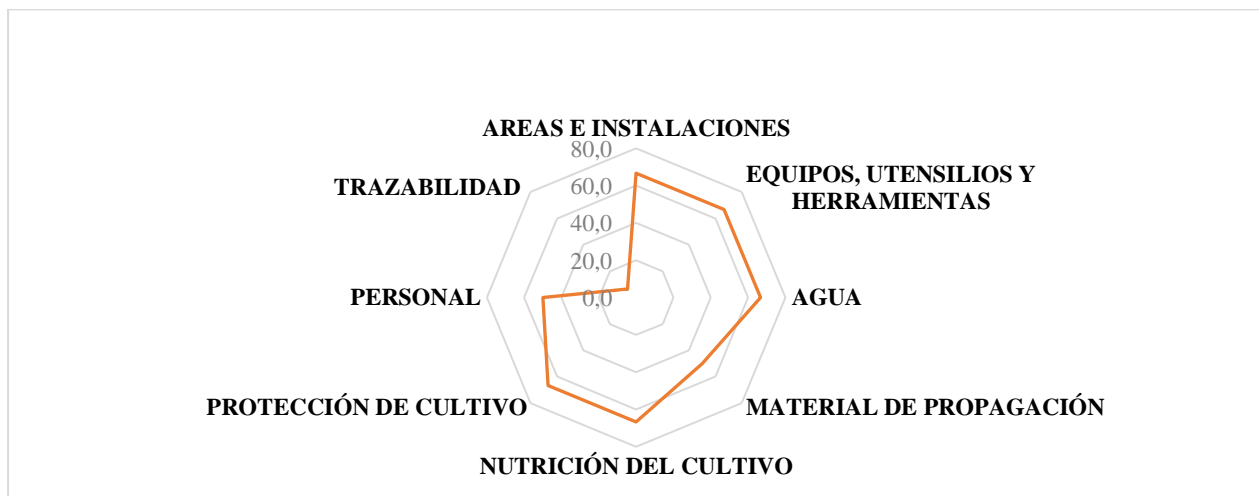 AREAS E INSTALACIONES
80,0
EQUIPOS, UTENSILIOS Y
HERRAMIENTAS
TRAZABILIDAD
60,0
40,0
20,0
PERSONAL
0,0
AGUA
PROTECCIÓN DE CULTIVO
MATERIAL DE PROPAGACIÓN
NUTRICIÓN DEL CULTIVO